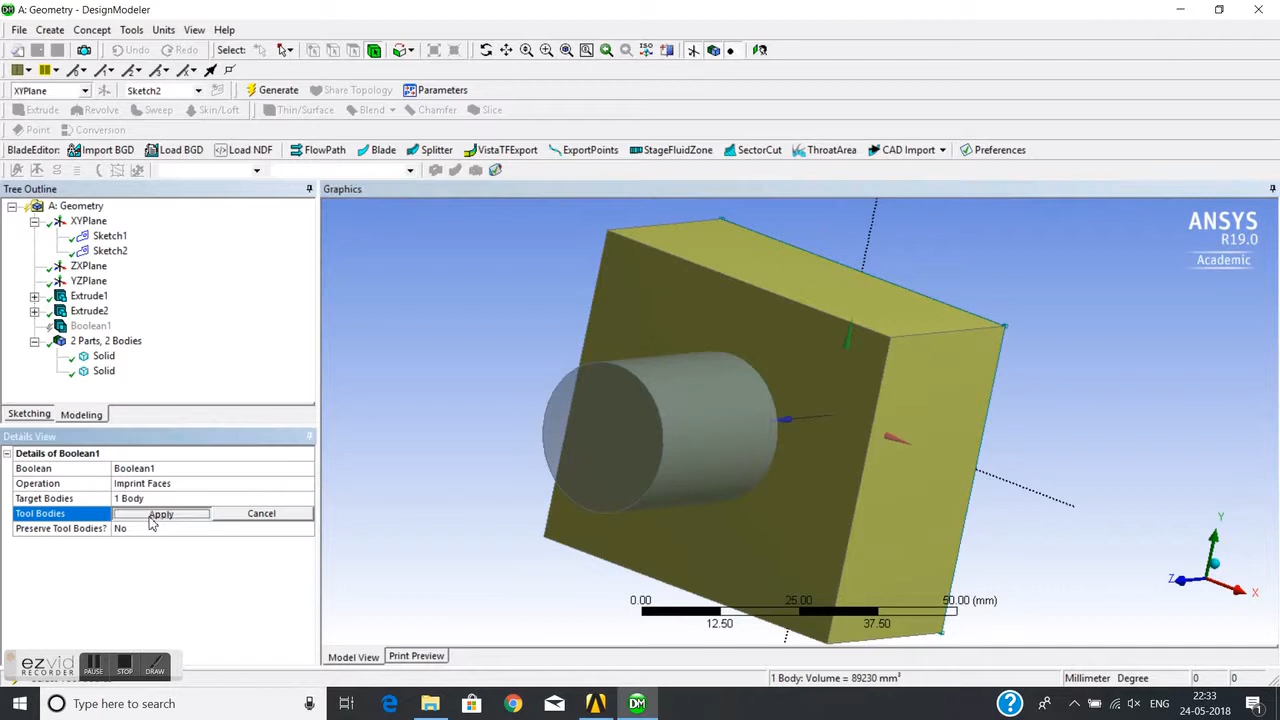 A: Geometry - DesignModeler
File Create Concept Tools Units View Help
Undo Redo Select:
XYPlane Sketch2 Generate Share Topology Parameters
Extrude Revolve Sweep Skin/Loft Thin/Surface Blend Chamfer Slice
Point Conversion
BladeEditor: Import BGD Load BGD Load NDF FlowPath Blade Splitter VistaTFExport ExportPoints StageFluidZone SectorCut ThroatArea CAD Import Preferences
Tree Outline
Graphics
A: Geometry
XYPlane
Sketch1
Sketch2
ZXPlane
YZPlane
Extrude1
Extrude2
Boolean1
2 Parts, 2 Bodies
Solid
Solid
Sketching Modeling
Details View
Details of Boolean1
Boolean Boolean1
Operation Imprint Faces
Target Bodies 1 Body
Tool Bodies Apply Cancel
Preserve Tool Bodies? No
ANSYS
R19.0
Academic
Y
Z
X
0.00 25.00 50.00 (mm)
12.50 37.50
Model View Print Preview
ezvid
RECORDER
PAUSE STOP DRAW
1 Body: Volume = 89230 mm³ Millimeter Degree 0 0
Type here to search
DM
ENG
22:33
24-05-2018